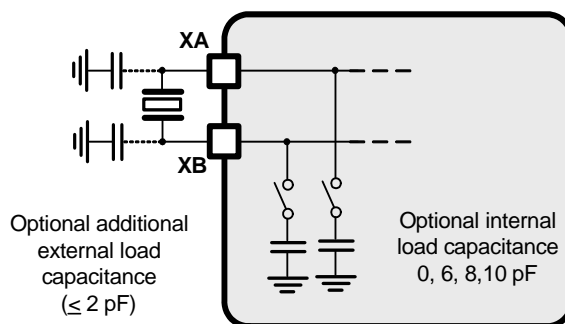 XA
XB
Optional additional
external load
capacitance
(≤ 2 pF)
Optional internal
load capacitance
0, 6, 8,10 pF